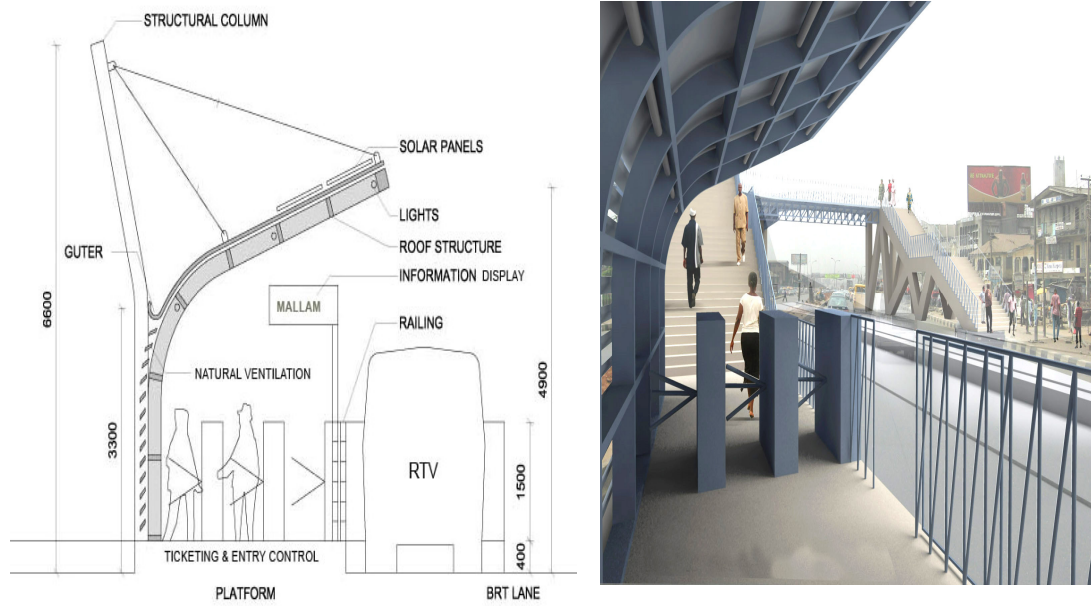 STRUCTURAL COLUMN
SOLAR PANELS
LIGHTS
GUTER
ROOF STRUCTURE
INFORMATION DISPLAY
MALLAM
6600
RAILING
NATURAL VENTILATION
4900
3300
RTV
1500
TICKETING & ENTRY CONTROL
400
PLATFORM
BRT LANE